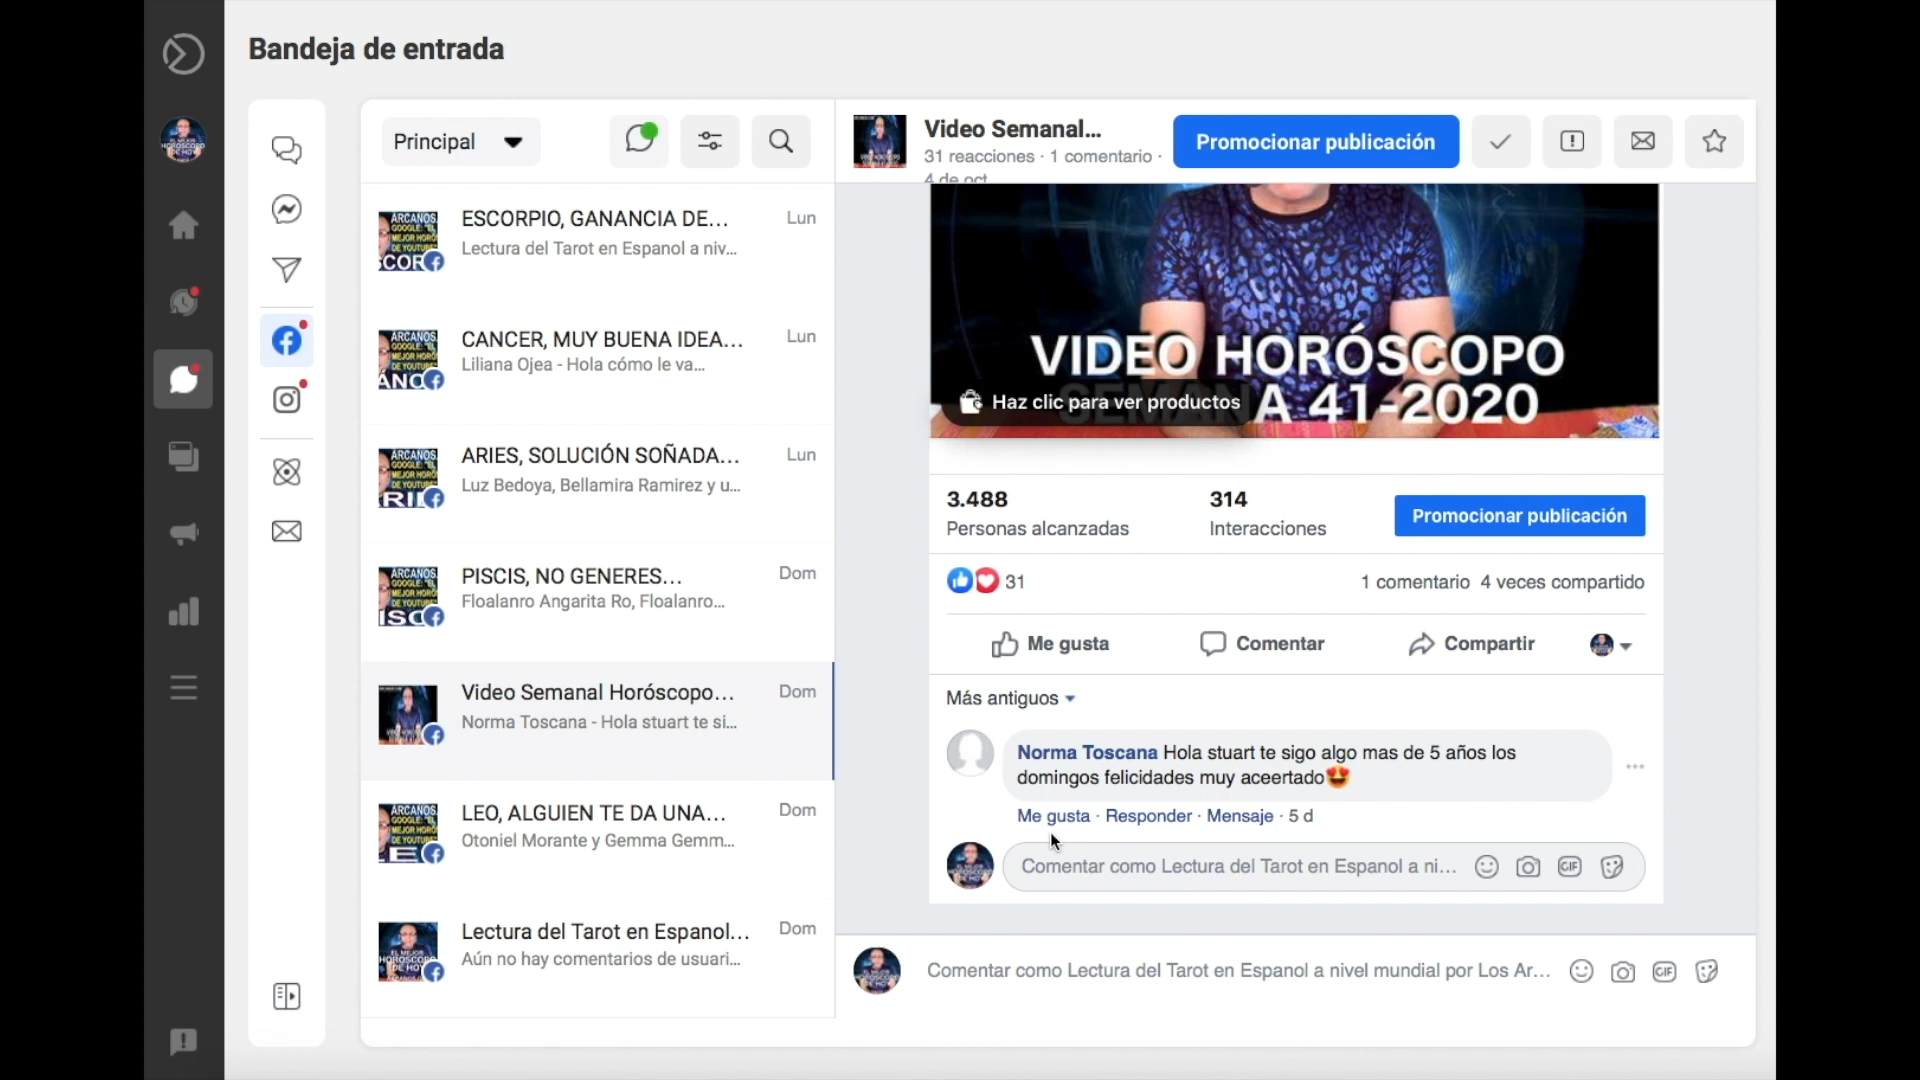 Bandeja de entrada
Principal
ESCORPIO, GANANCIA DE...
Lun
Lectura del Tarot en Espanol a niv...
CANCER, MUY BUENA IDEA...
Lun
Liliana Ojea - Hola cómo le va...
ARIES, SOLUCIÓN SOÑADA...
Lun
Luz Bedoya, Bellamira Ramirez y u...
PISCIS, NO GENERES...
Dom
Floalanro Angarita Ro, Floalanro...
Video Semanal Horóscopo...
Dom
Norma Toscana - Hola stuart te si...
LEO, ALGUIEN TE DA UNA...
Dom
Otoniel Morante y Gemma Gemm...
Lectura del Tarot en Espanol...
Dom
Aún no hay comentarios de usuari...
Video Semanal...
31 reacciones · 1 comentario ·
4 de oct
Promocionar publicación
VIDEO HORÓSCOPO
SEMANA 41-2020
Haz clic para ver productos
3.488
Personas alcanzadas
314
Interacciones
Promocionar publicación
31
1 comentario 4 veces compartido
Me gusta
Comentar
Compartir
Más antiguos
Norma Toscana Hola stuart te sigo algo mas de 5 años los
domingos felicidades muy aceertado😍
Me gusta · Responder · Mensaje · 5 d
Comentar como Lectura del Tarot en Espanol a ni...
GIF
Comentar como Lectura del Tarot en Espanol a nivel mundial por Los Ar...
GIF